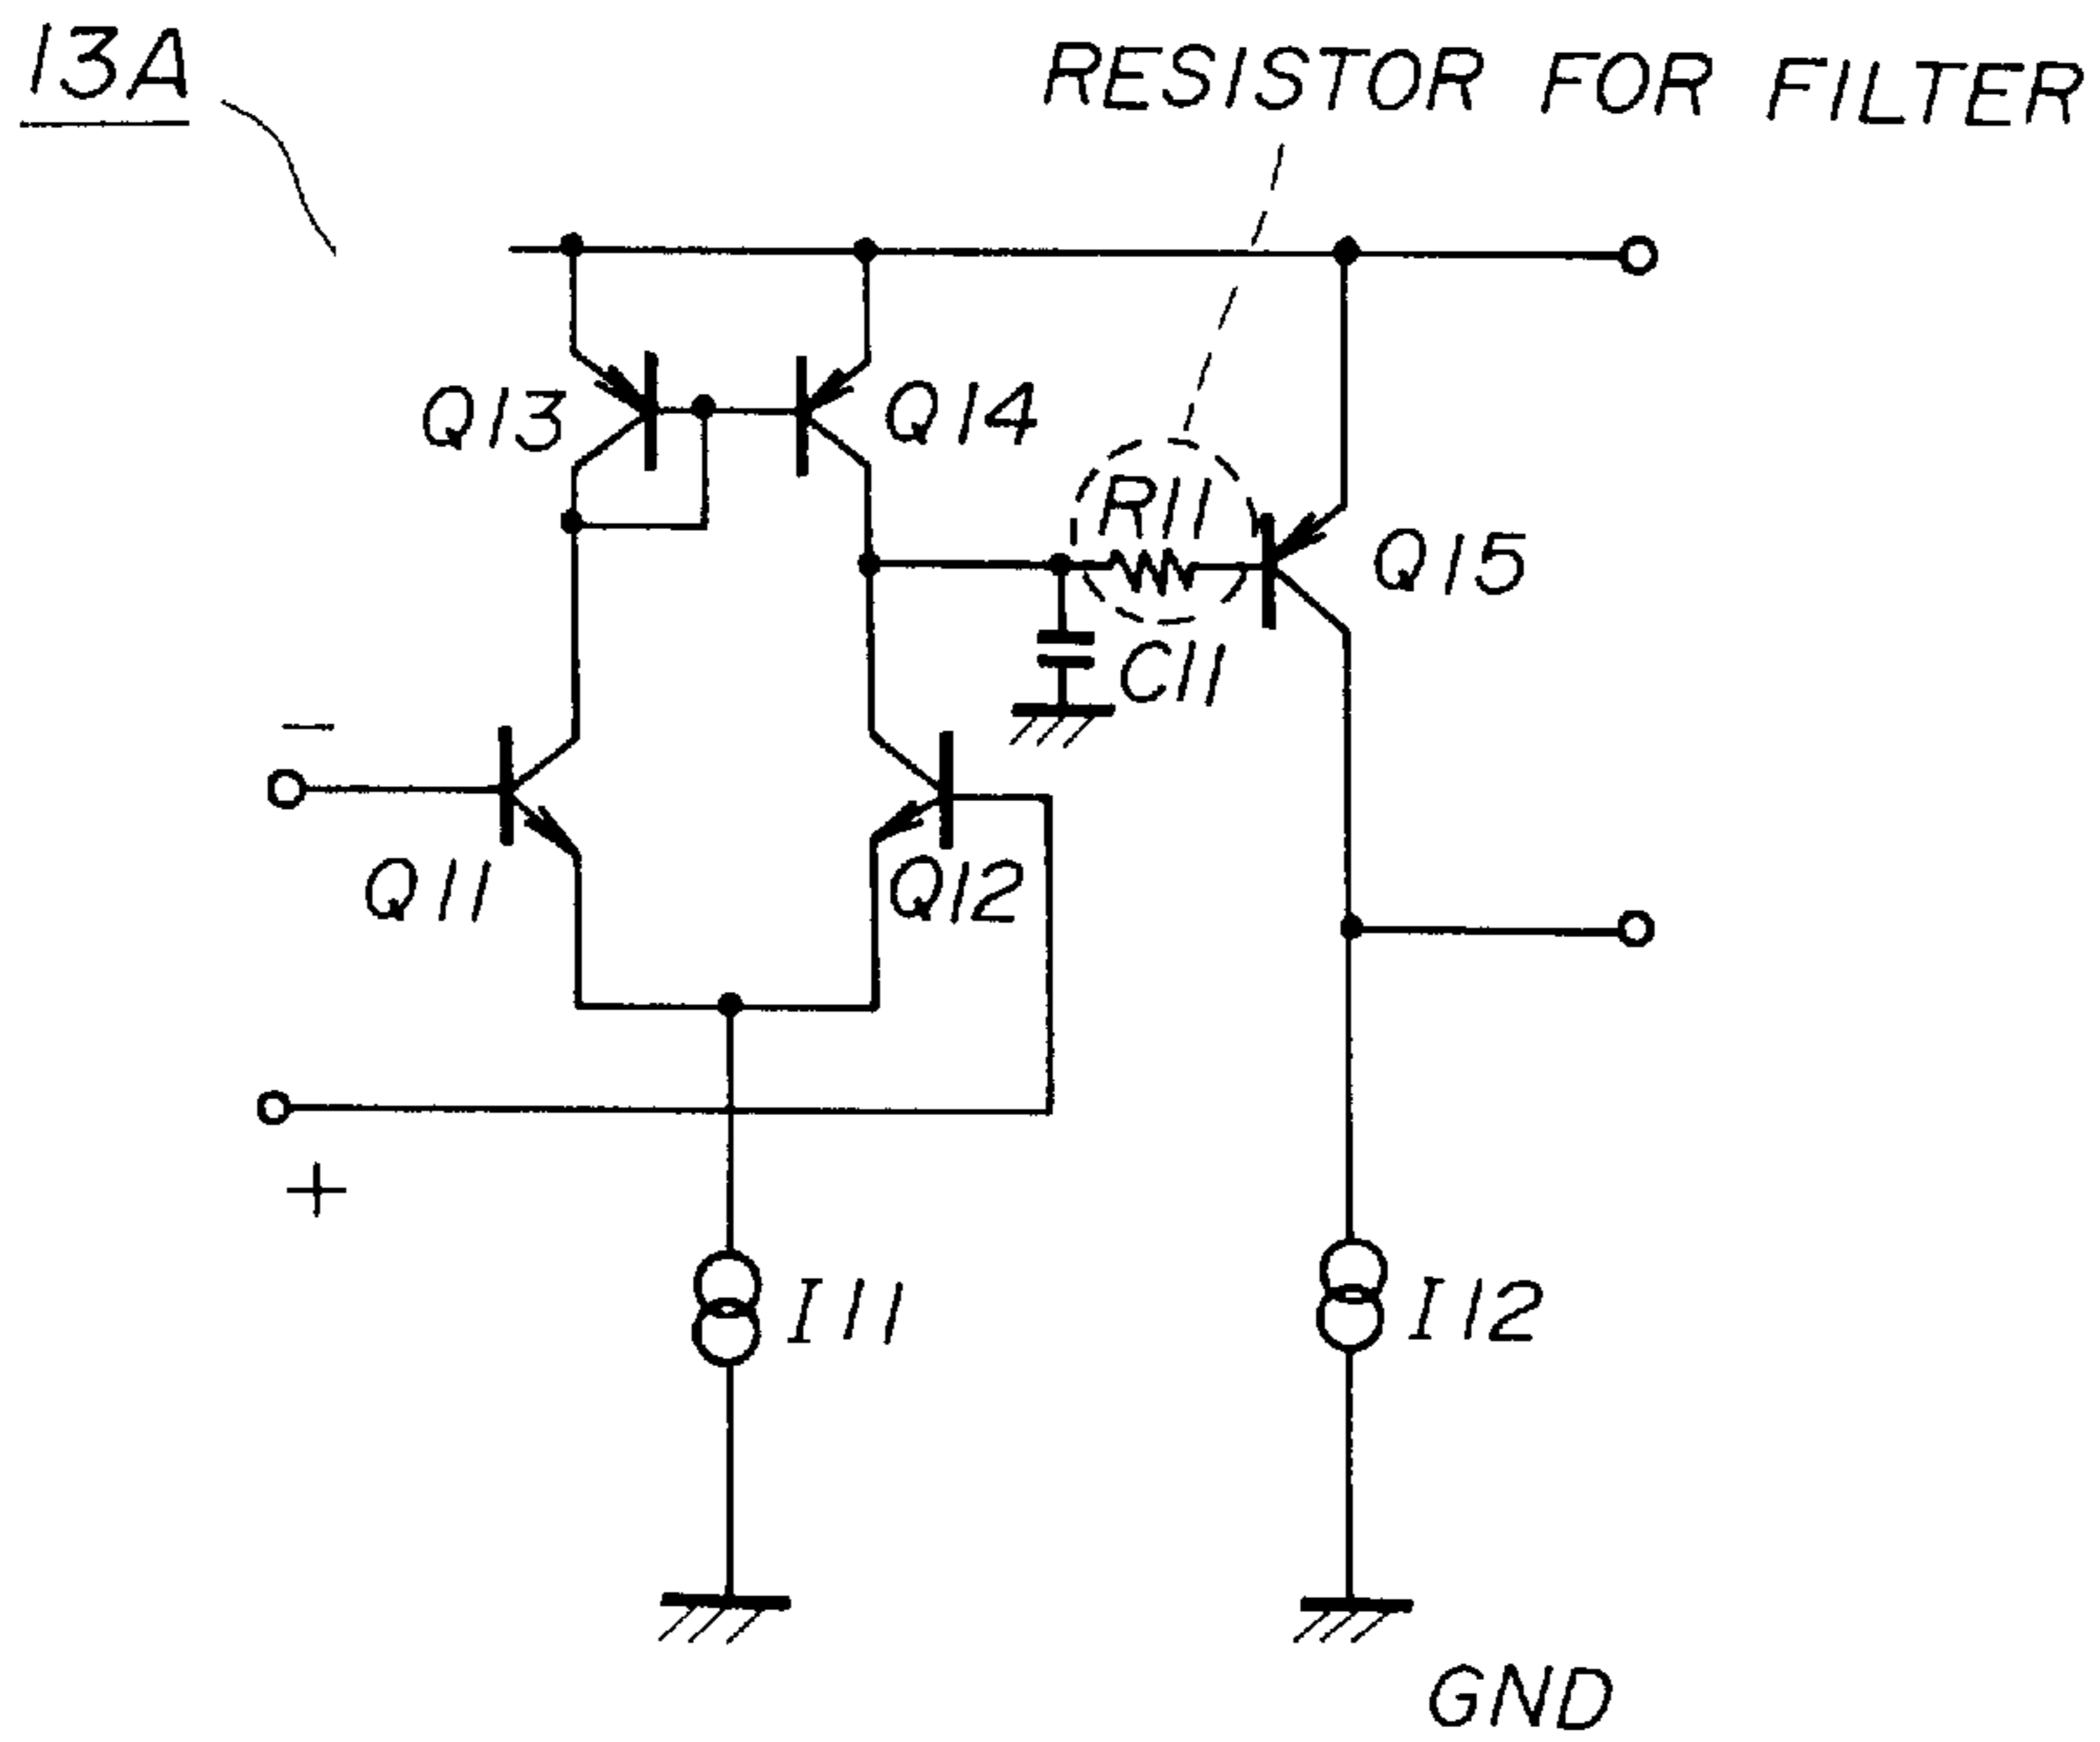 13A
RESISTOR FOR FILTER
Q13
Q14
R11
Q15
C11
−
Q11
Q12
+
I11
I12
GND